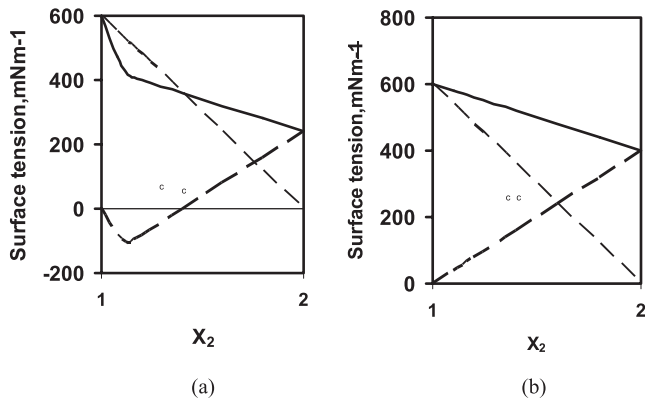 Surface tension,mNm-1
600
400
200
0
-200
c
c
1
2
X2
(a)
Surface tension,mNm-1
800
600
400
200
0
c c
1
2
X2
(b)